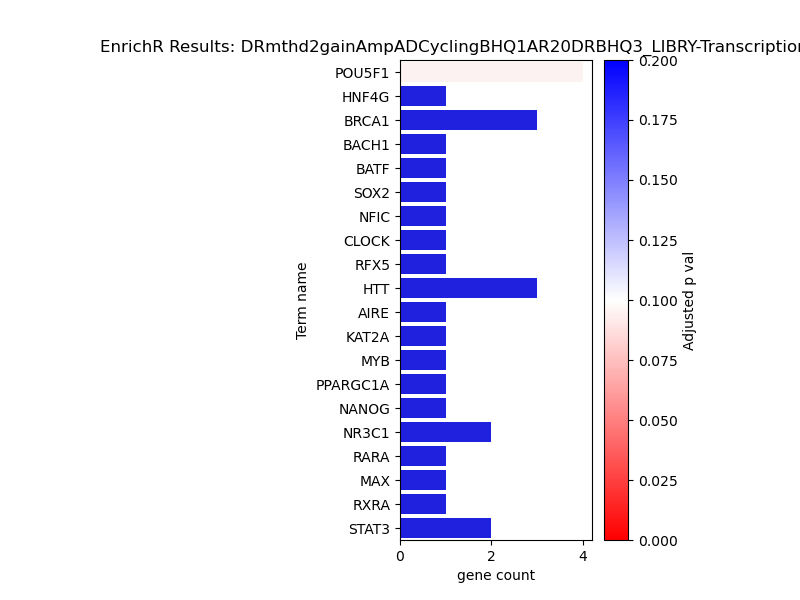 EnrichR Results: DRmthd2gainAmpADCyclingBHQ1AR20DRBHQ3_LIBRY-Transcription
POU5F1
HNF4G
BRCA1
BACH1
BATF
SOX2
NFIC
CLOCK
RFX5
HTT
AIRE
KAT2A
MYB
PPARGC1A
NANOG
NR3C1
RARA
MAX
RXRA
STAT3
Term name
0 2 4
gene count
0.200
0.175
0.150
0.125
0.100
0.075
0.050
0.025
0.000
Adjusted p val